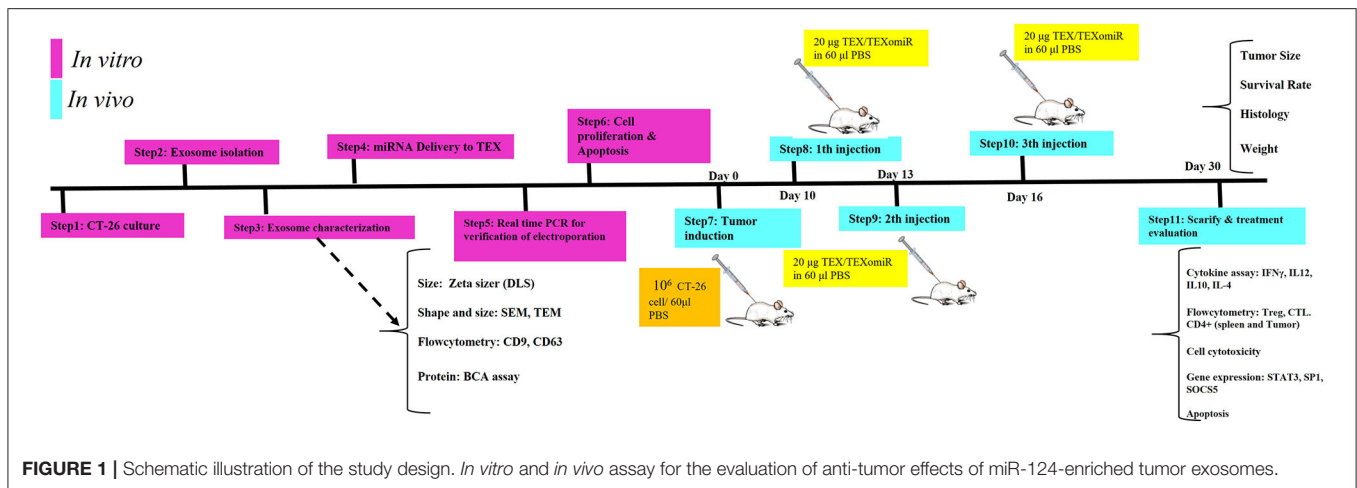 In vitro
In vivo
20 μg TEX/TEXomiR
in 60 μl PBS
20 μg TEX/TEXomiR
in 60 μl PBS
Tumor Size
Survival Rate
Histology
Weight
Step2: Exosome isolation
Step4: miRNA Delivery to TEX
Step6: Cell
proliferation &
Apoptosis
Step8: 1th injection
Step10: 3th injection
Day 0
Day 10
Day 13
Day 16
Day 30
Step1: CT-26 culture
Step3: Exosome characterization
Step5: Real time PCR for
verification of electroporation
Step7: Tumor
induction
Step9: 2th injection
Step11: Scarify & treatment
evaluation
Size: Zeta sizer (DLS)
Shape and size: SEM, TEM
Flowcytometry: CD9, CD63
Protein: BCA assay
10⁶ CT-26
cell/ 60μl
PBS
20 μg TEX/TEXomiR
in 60 μl PBS
Cytokine assay: IFNγ, IL12,
IL10, IL-4
Flowcytometry: Treg, CTL.
CD4+ (spleen and Tumor)
Cell cytotoxicity
Gene expression: STAT3, SP1,
SOCS5
Apoptosis
FIGURE 1 | Schematic illustration of the study design. In vitro and in vivo assay for the evaluation of anti-tumor effects of miR-124-enriched tumor exosomes.